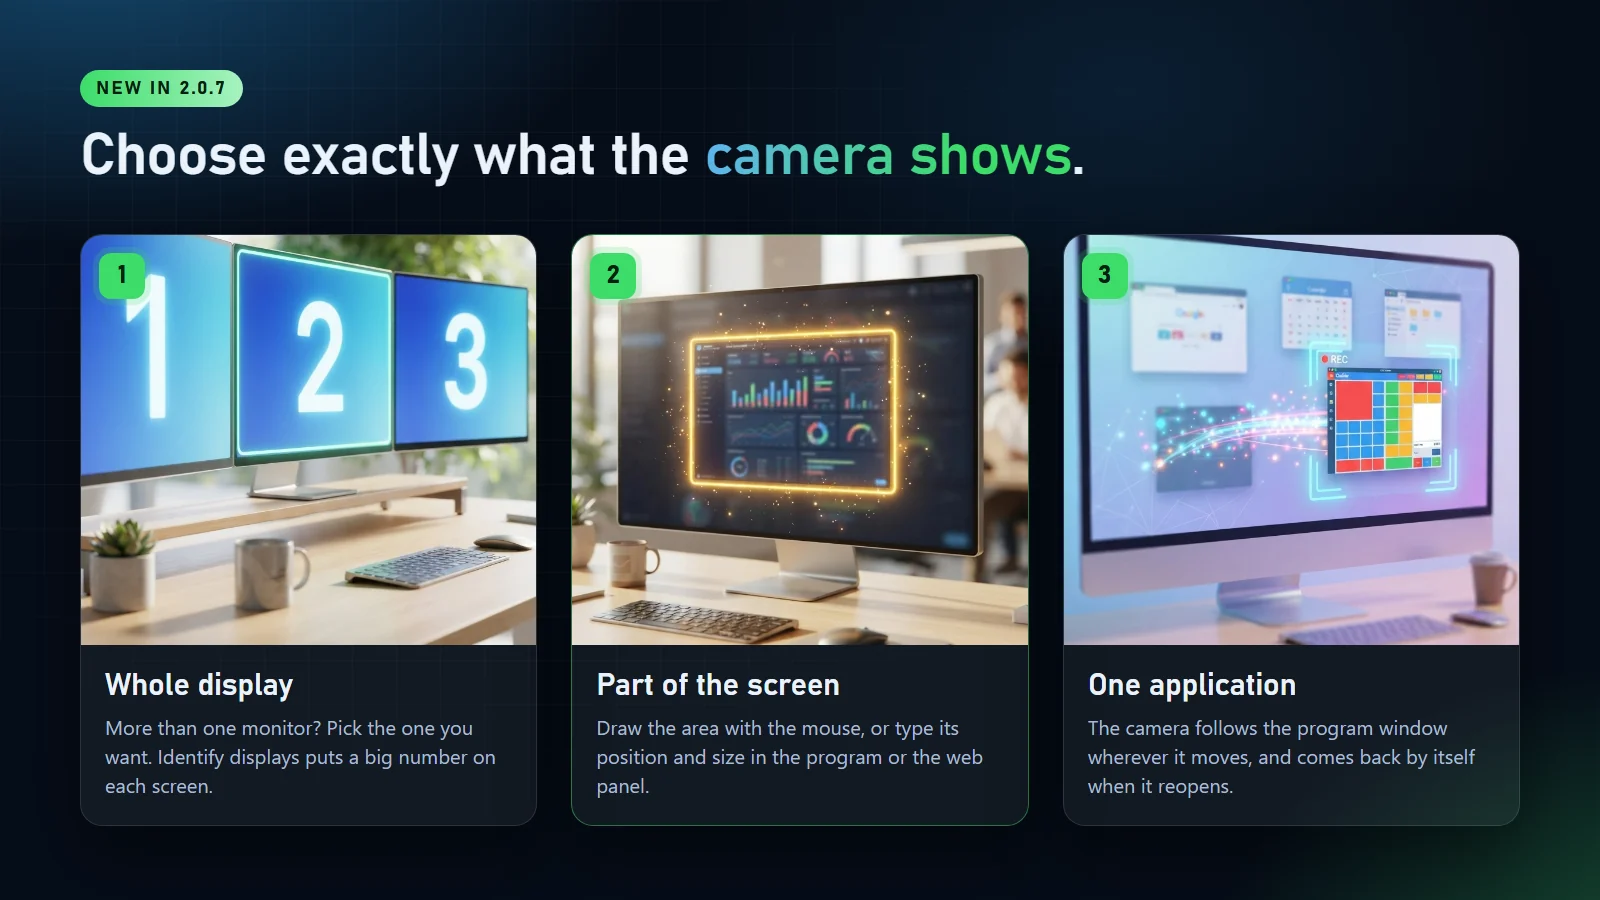 NEW IN 2.0.7
Choose exactly what the camera shows.
1
1
2
3
2
3
Google
REC
Whole display
More than one monitor? Pick the one you
want. Identify displays puts a big number on
each screen.
Part of the screen
Draw the area with the mouse, or type its
position and size in the program or the web
panel.
One application
The camera follows the program window
wherever it moves, and comes back by itself
when it reopens.